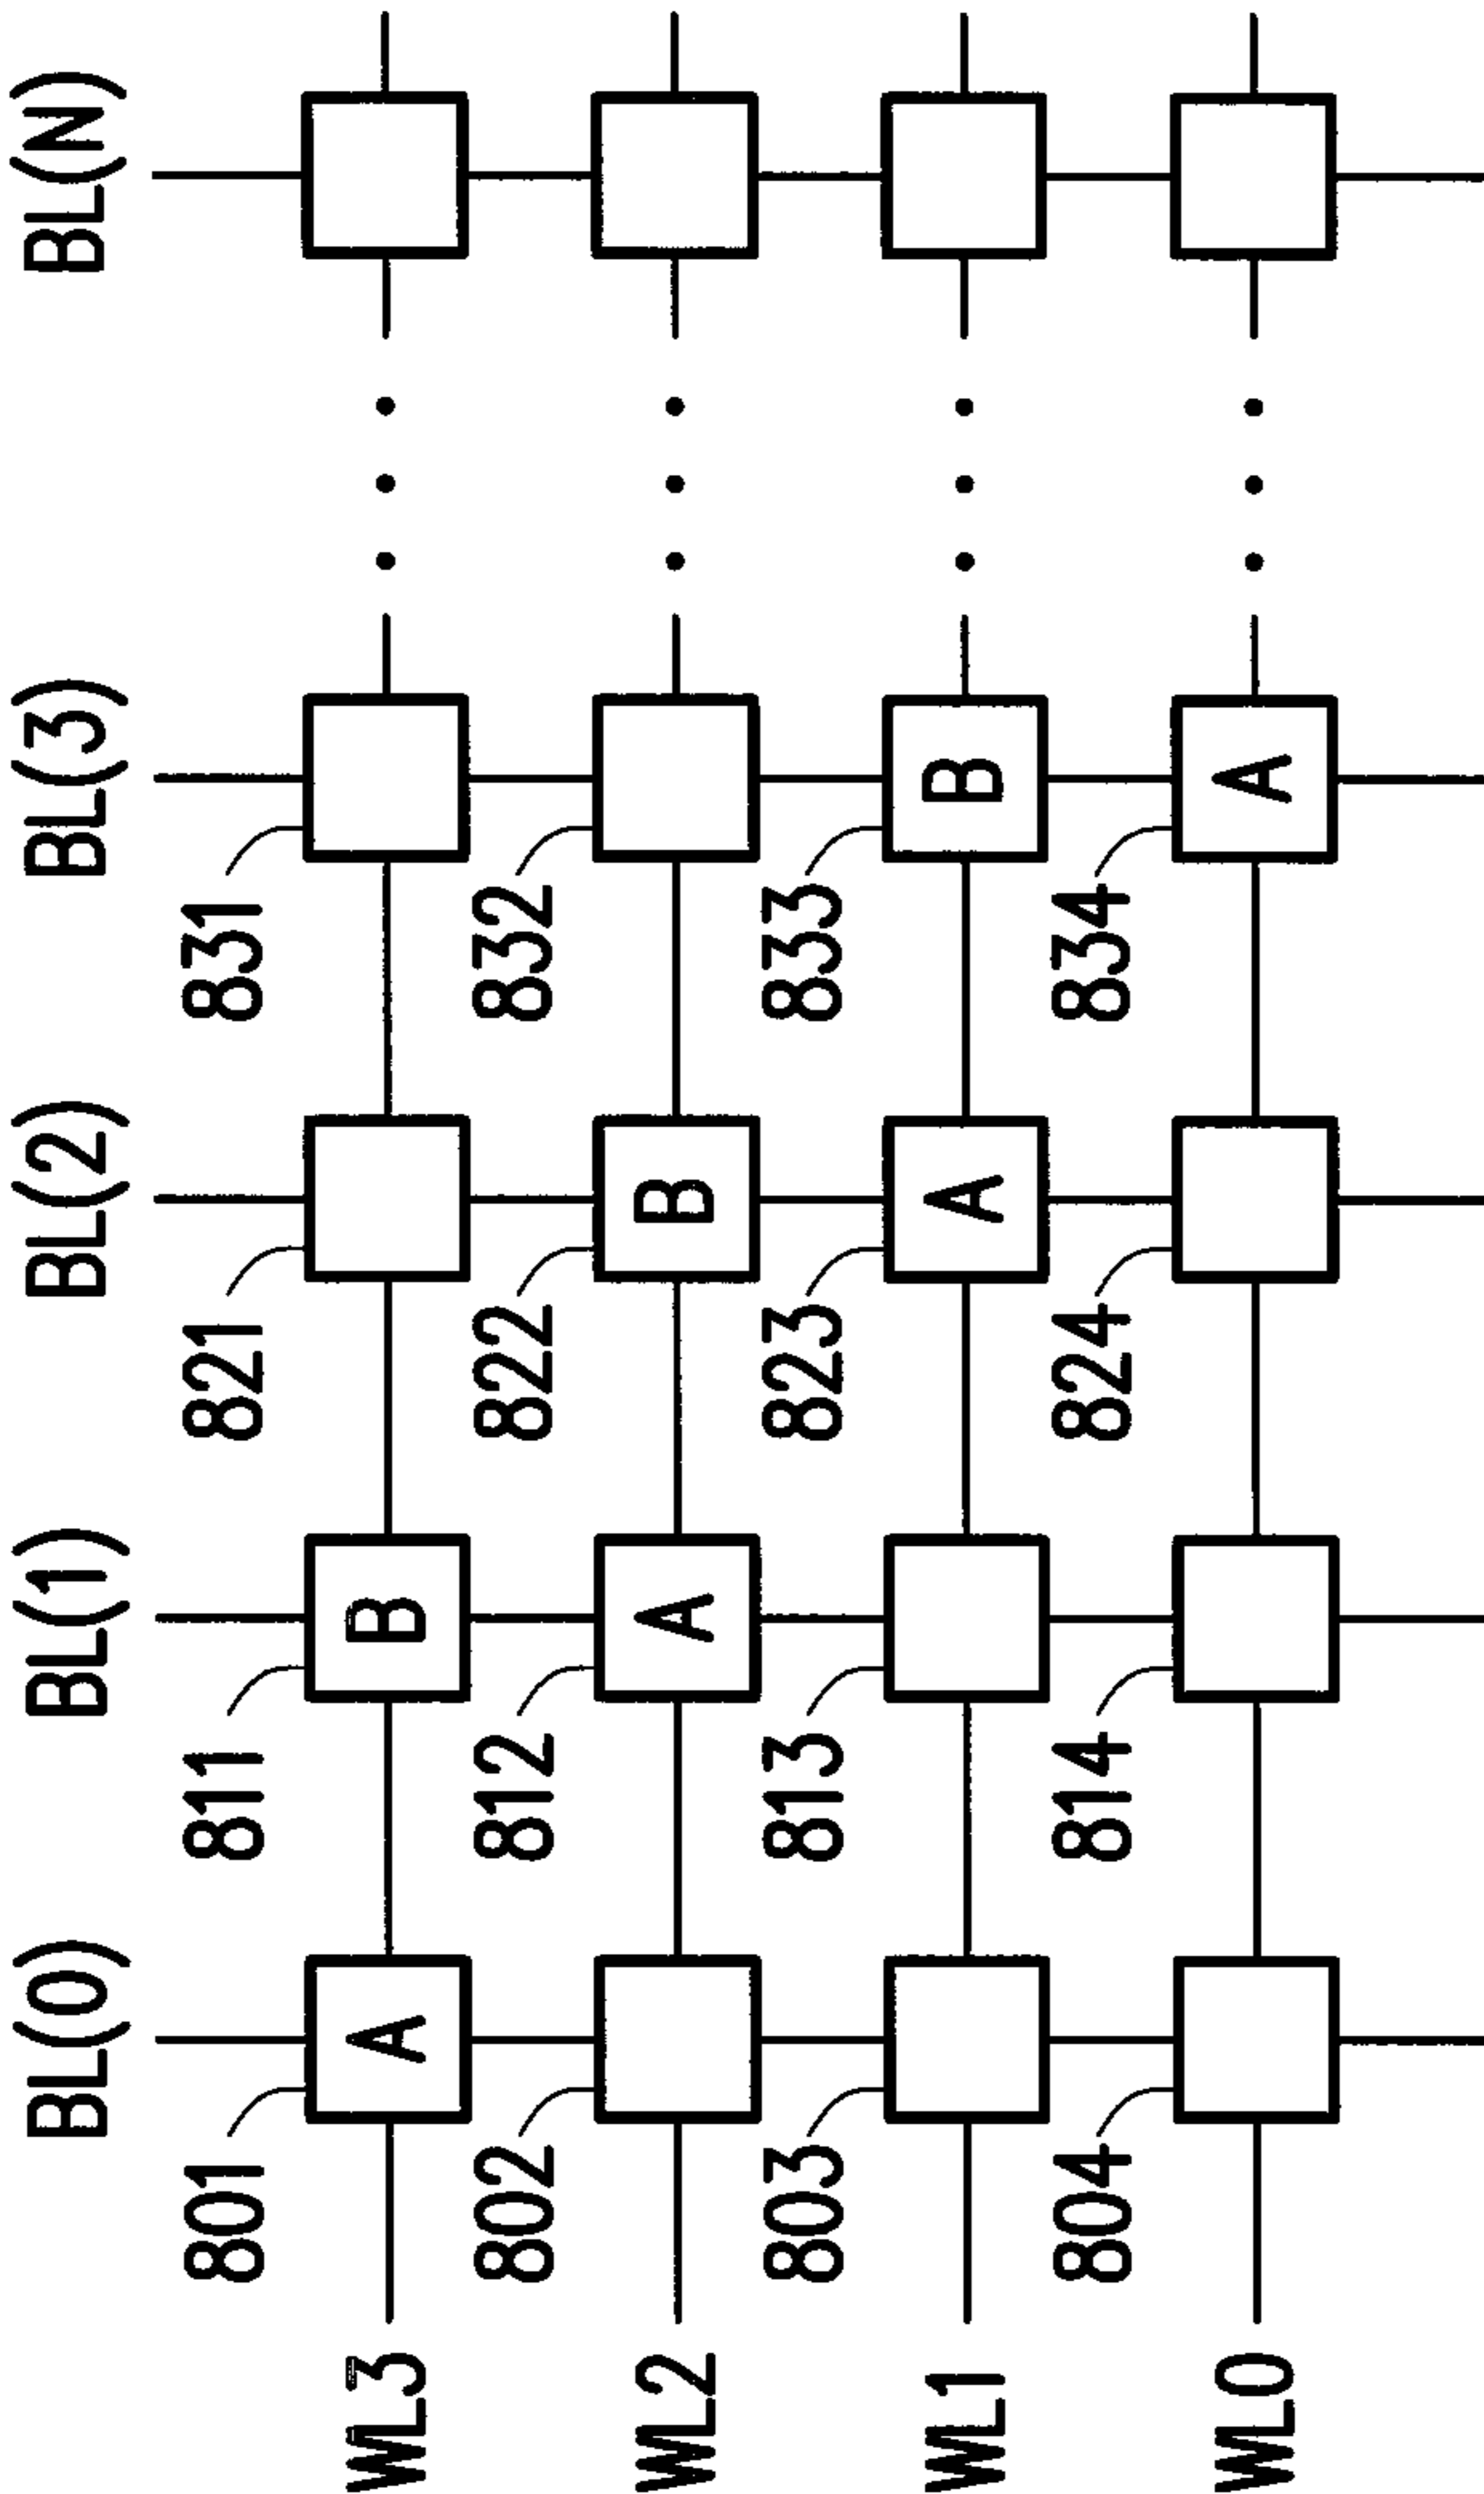 BL(0) BL(1) BL(2) BL(3) BL(N)
801 811 821 831
WL3 A B
802 812 822 832
WL2 A B
803 813 823 833
WL1 A B
804 814 824 834
WL0 A